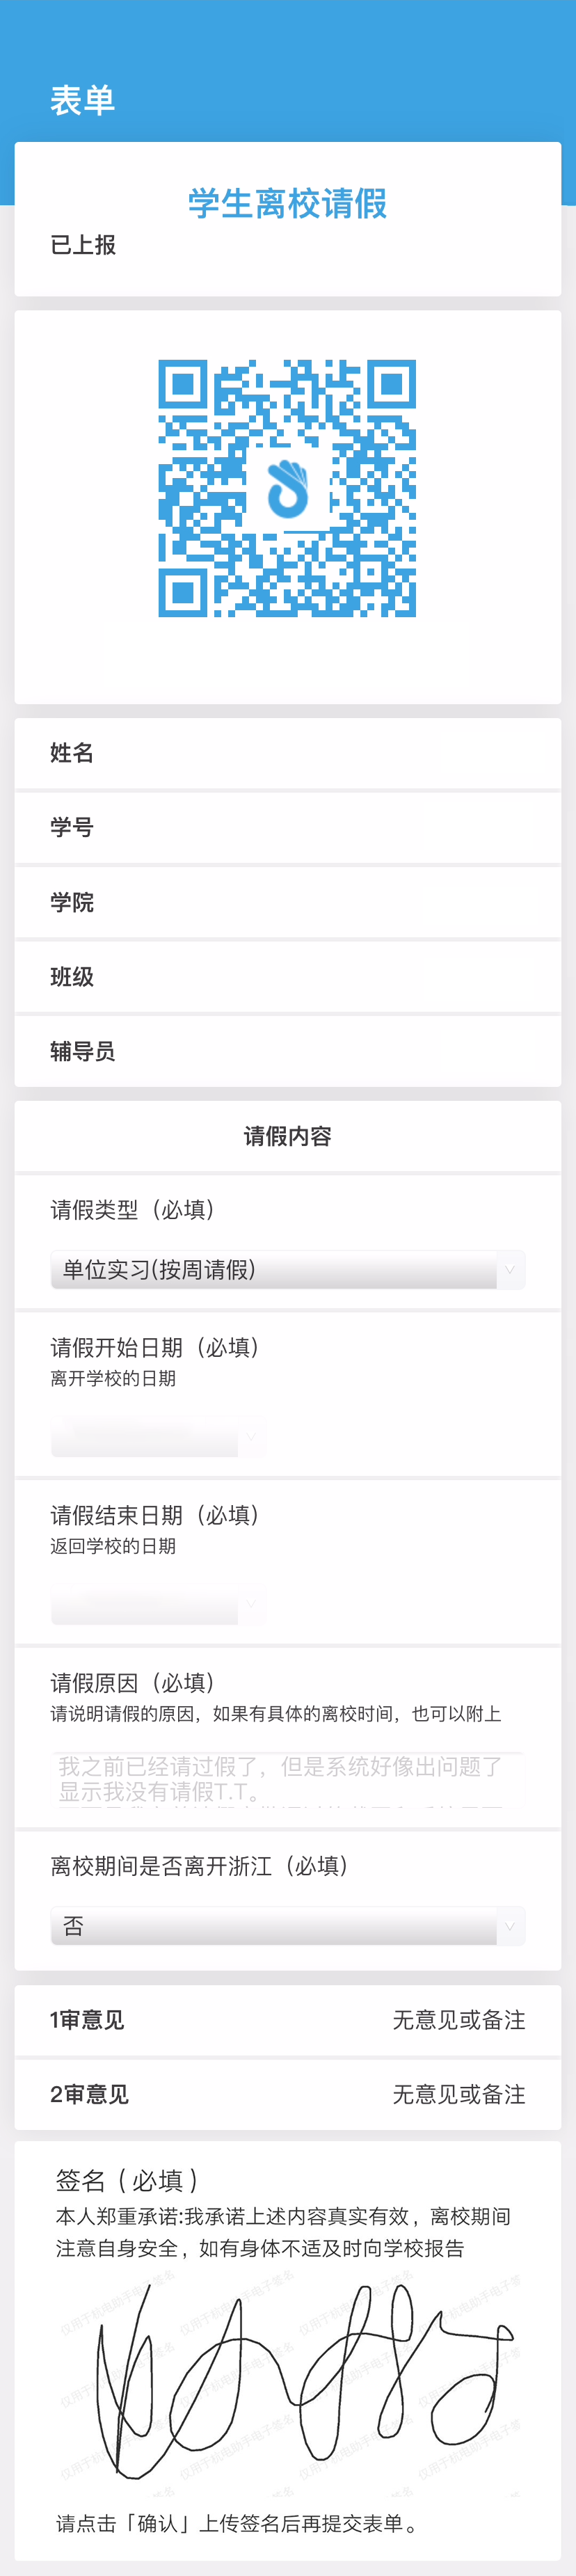 表单
学生离校请假
已上报
姓名
学号
学院
班级
辅导员
请假内容
请假类型（必填）
单位实习(按周请假)
请假开始日期（必填）
离开学校的日期
请假结束日期（必填）
返回学校的日期
请假原因（必填）
请说明请假的原因，如果有具体的离校时间，也可以附上
我之前已经请过假了，但是系统好像出问题了
显示我没有请假T.T。
离校期间是否离开浙江（必填）
否
1审意见 无意见或备注
2审意见 无意见或备注
签名（必填）
本人郑重承诺:我承诺上述内容真实有效，离校期间
注意自身安全，如有身体不适及时向学校报告
仅用于杭电助手电子签名
请点击「确认」上传签名后再提交表单。